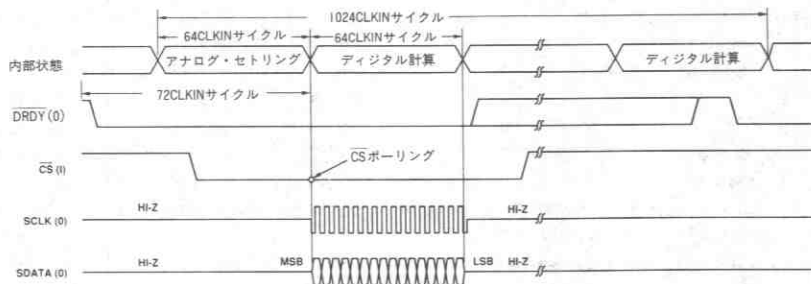 1024CLKINサイクル
64CLKINサイクル 64CLKINサイクル
内部状態 アナログ・セトリング ディジタル計算 ディジタル計算
72CLKINサイクル
DRDY(0)
CSポーリング
CS(I)
HI-Z HI-Z
SCLK(0)
HI-Z MSB LSB HI-Z
SDATA(0)